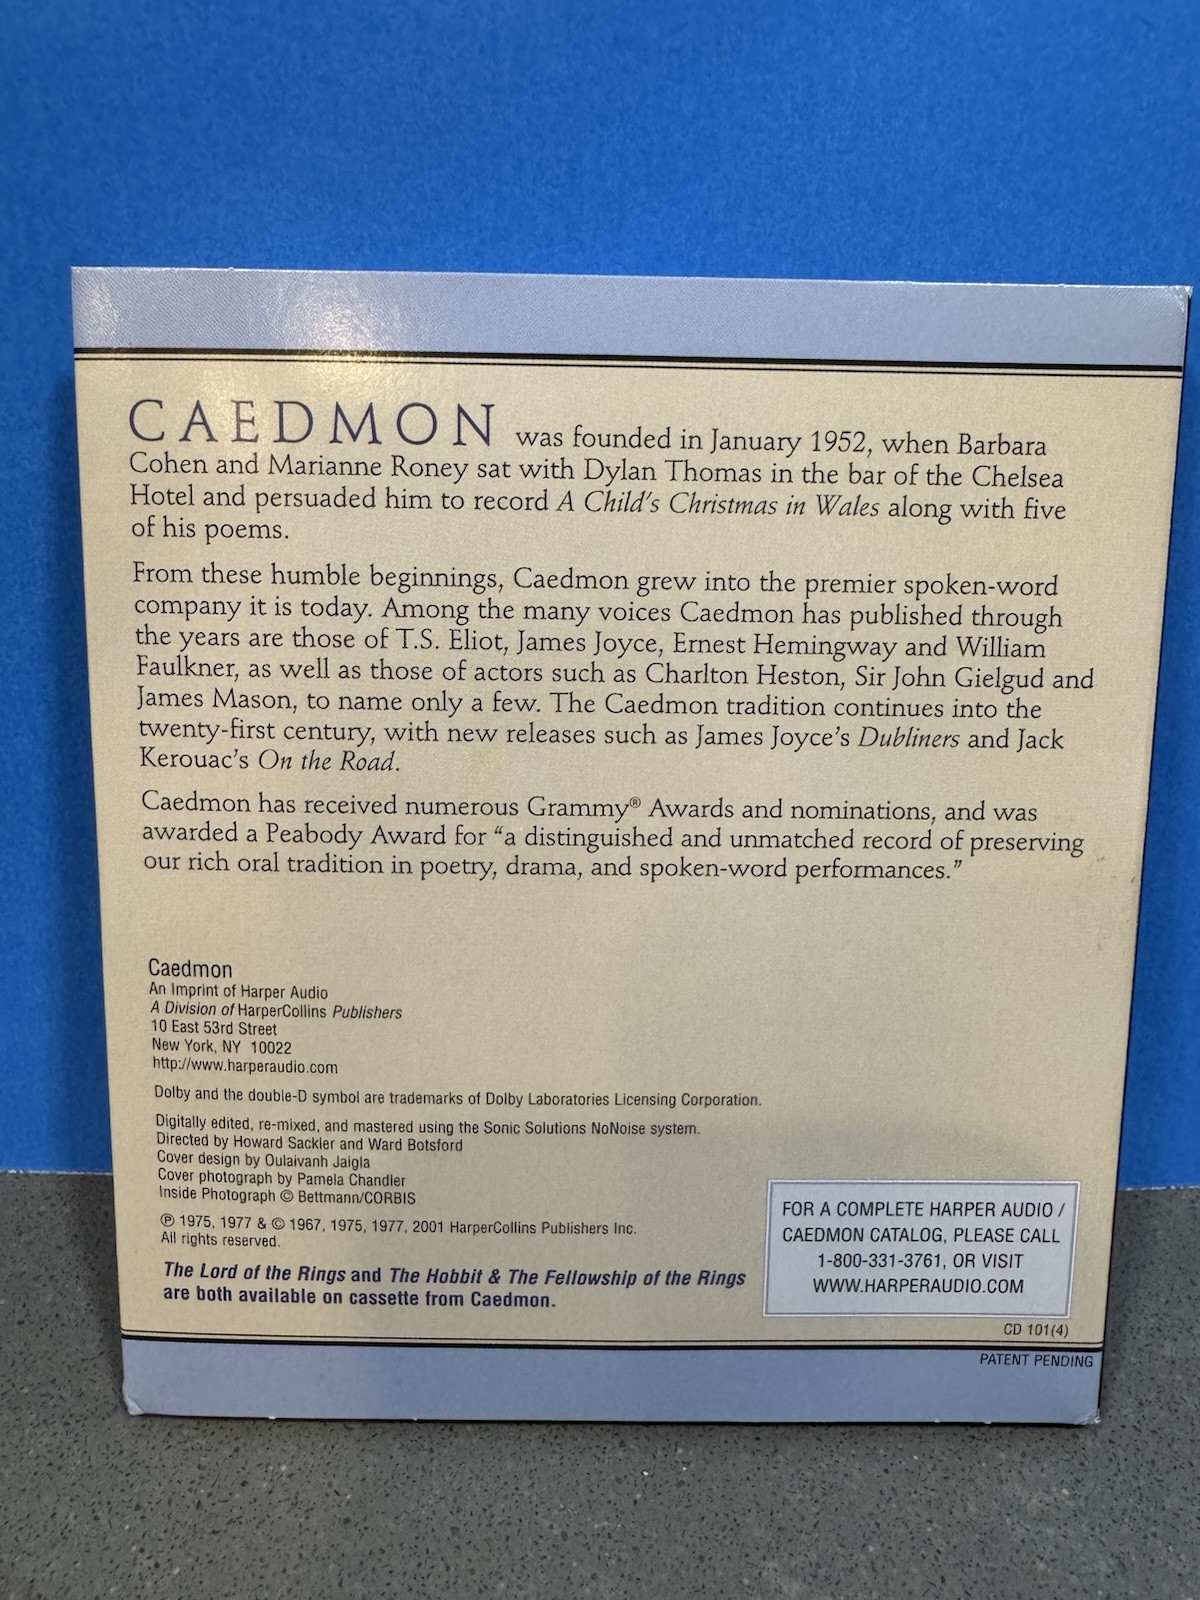 CAEDMON was founded in January 1952, when Barbara
Cohen and Marianne Roney sat with Dylan Thomas in the bar of the Chelsea
Hotel and persuaded him to record A Child's Christmas in Wales along with five
of his poems.
From these humble beginnings, Caedmon grew into the premier spoken-word
company it is today. Among the many voices Caedmon has published through
the years are those of T.S. Eliot, James Joyce, Ernest Hemingway and William
Faulkner, as well as those of actors such as Charlton Heston, Sir John Gielgud and
James Mason, to name only a few. The Caedmon tradition continues into the
twenty-first century, with new releases such as James Joyce's Dubliners and Jack
Kerouac's On the Road.
Caedmon has received numerous Grammy® Awards and nominations, and was
awarded a Peabody Award for “a distinguished and unmatched record of preserving
our rich oral tradition in poetry, drama, and spoken-word performances.”
Caedmon
An Imprint of Harper Audio
A Division of HarperCollins Publishers
10 East 53rd Street
New York, NY 10022
http://www.harperaudio.com
Dolby and the double-D symbol are trademarks of Dolby Laboratories Licensing Corporation.
Digitally edited, re-mixed, and mastered using the Sonic Solutions NoNoise system.
Directed by Howard Sackler and Ward Botsford
Cover design by Oulaivanh Jaigla
Cover photograph by Pamela Chandler
Inside Photograph © Bettmann/CORBIS
℗ 1975, 1977 & © 1967, 1975, 1977, 2001 HarperCollins Publishers Inc.
All rights reserved.
The Lord of the Rings and The Hobbit & The Fellowship of the Rings
are both available on cassette from Caedmon.
FOR A COMPLETE HARPER AUDIO /
CAEDMON CATALOG, PLEASE CALL
1-800-331-3761, OR VISIT
WWW.HARPERAUDIO.COM
CD 101(4)
PATENT PENDING